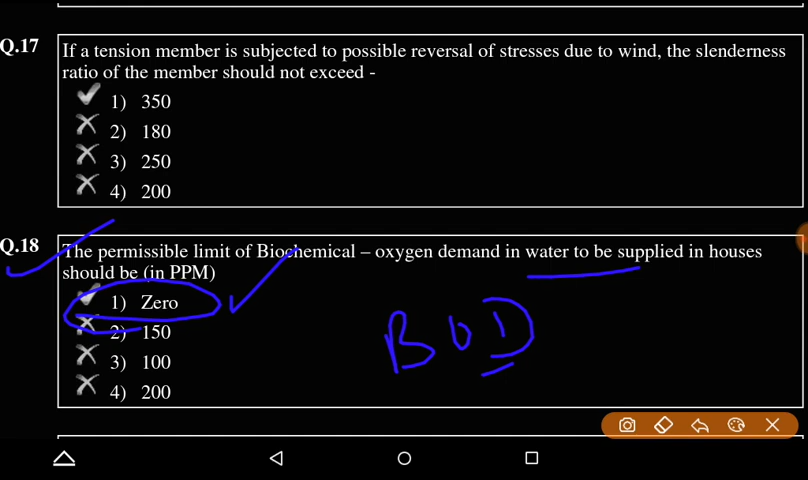 Q.17
If a tension member is subjected to possible reversal of stresses due to wind, the slenderness
ratio of the member should not exceed -
1) 350
2) 180
3) 250
4) 200
Q.18
The permissible limit of Biochemical – oxygen demand in water to be supplied in houses
should be (in PPM)
1) Zero
2) 150
3) 100
4) 200
BOD